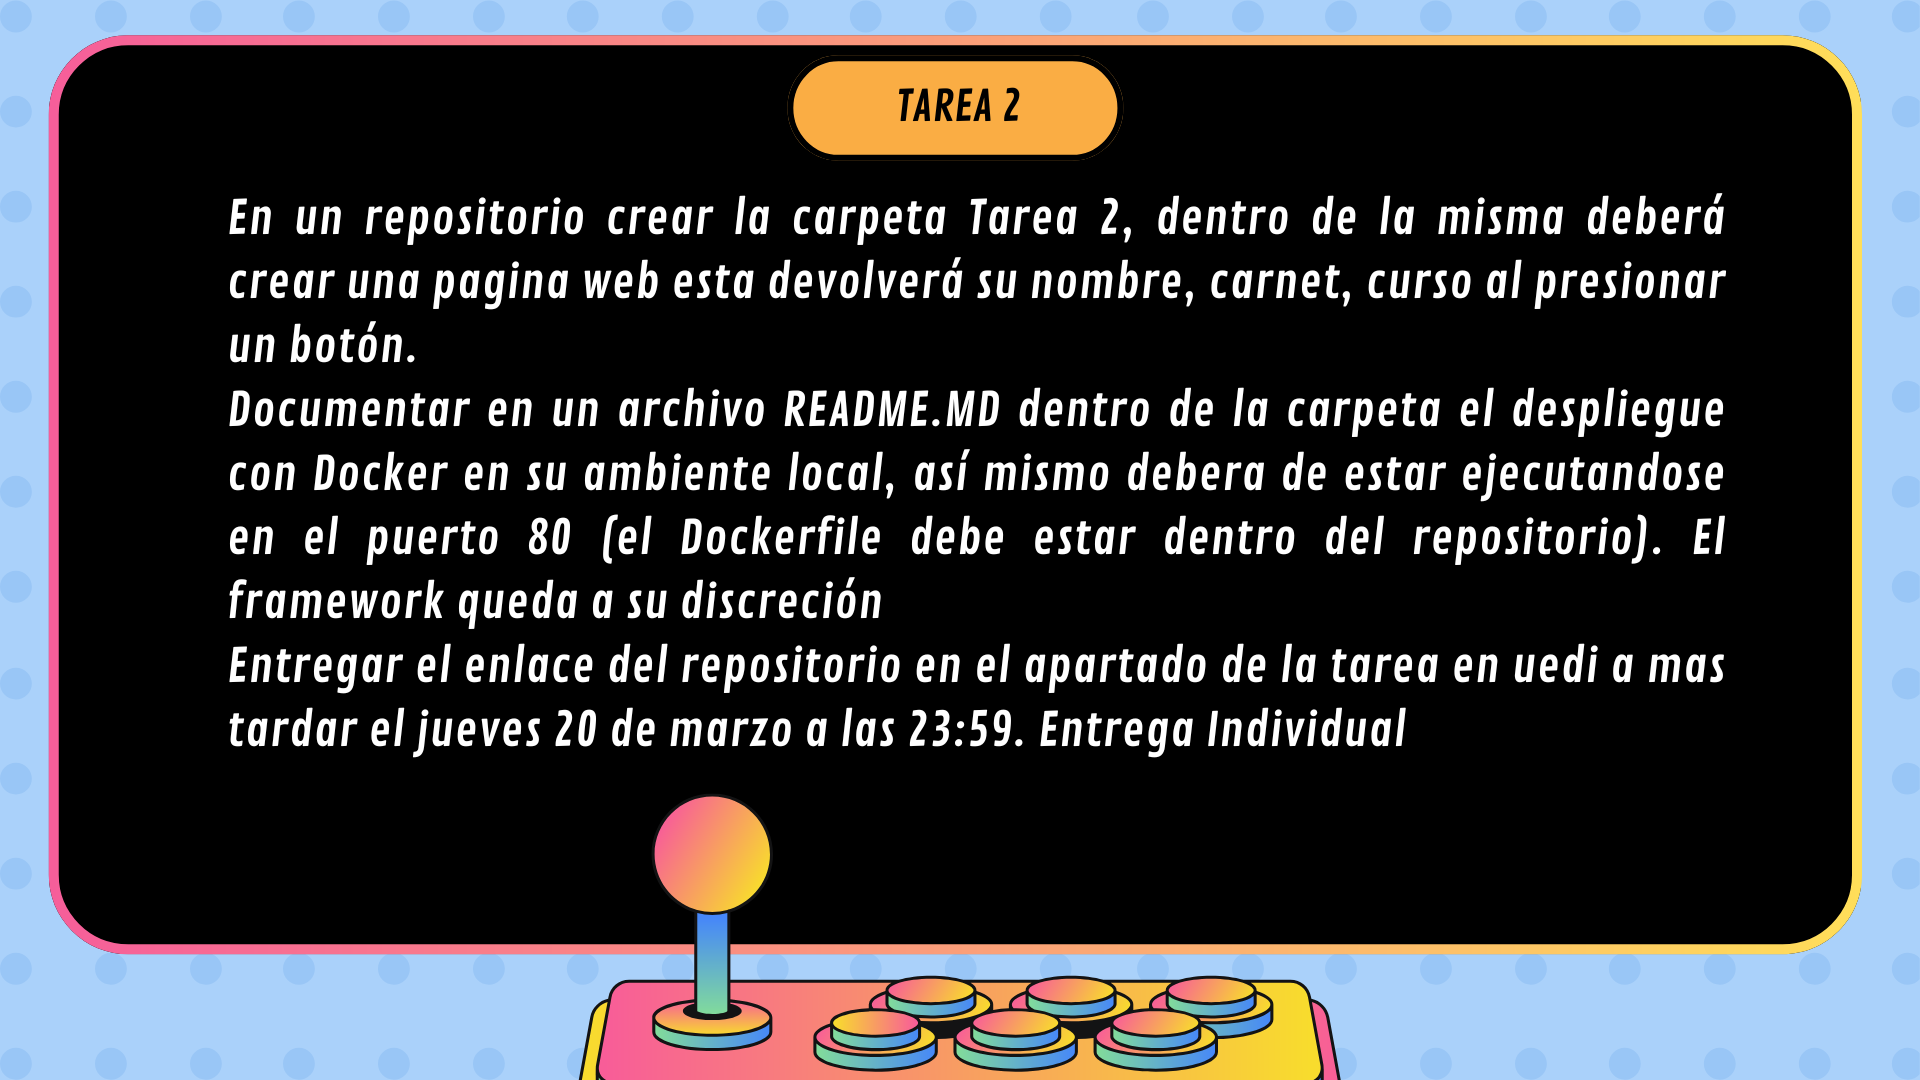 TAREA 2
En un repositorio crear la carpeta Tarea 2, dentro de la misma deberá
crear una pagina web esta devolverá su nombre, carnet, curso al presionar
un botón.
Documentar en un archivo README.MD dentro de la carpeta el despliegue
con Docker en su ambiente local, así mismo debera de estar ejecutandose
en el puerto 80 (el Dockerfile debe estar dentro del repositorio). El
framework queda a su discreción
Entregar el enlace del repositorio en el apartado de la tarea en uedi a mas
tardar el jueves 20 de marzo a las 23:59. Entrega Individual